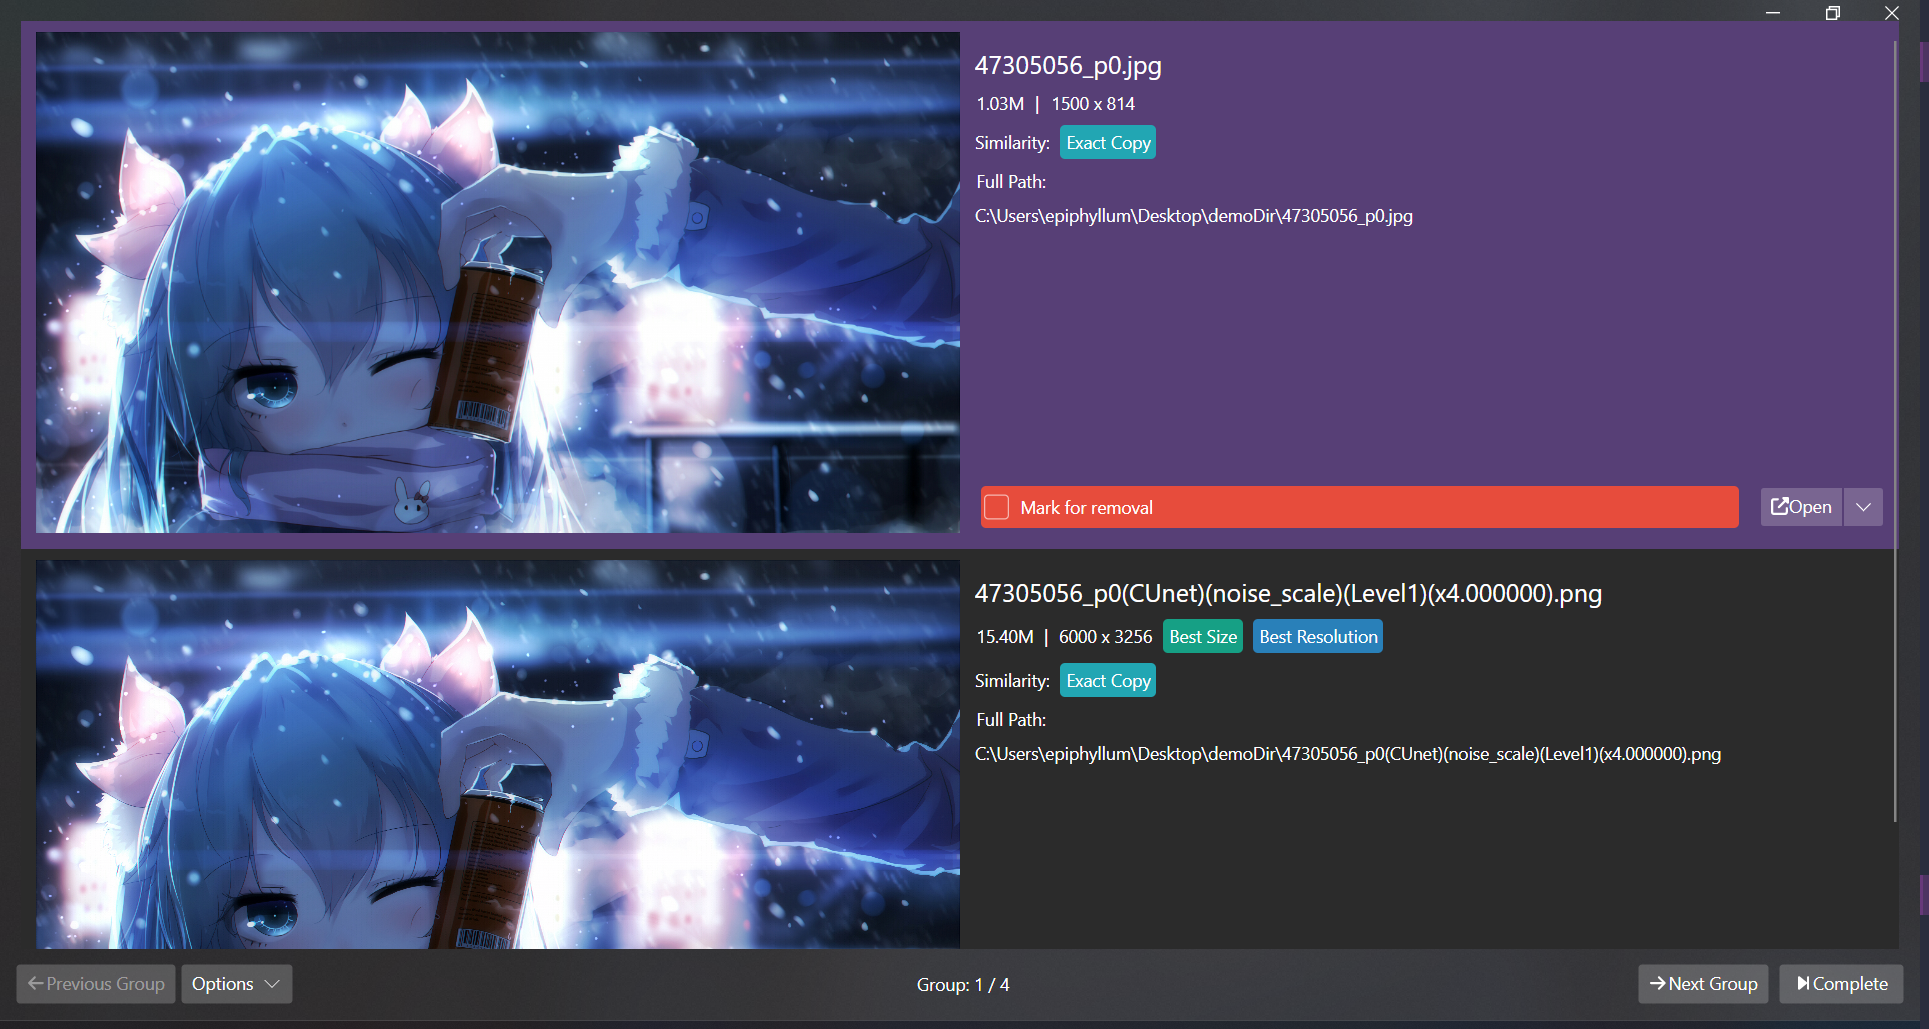 47305056_p0.jpg
1.03M | 1500 x 814
Similarity: Exact Copy
Full Path:
C:\Users\epiphyllum\Desktop\demoDir\47305056_p0.jpg
Mark for removal
Open
47305056_p0(CUnet)(noise_scale)(Level1)(x4.000000).png
15.40M | 6000 x 3256 Best Size Best Resolution
Similarity: Exact Copy
Full Path:
C:\Users\epiphyllum\Desktop\demoDir\47305056_p0(CUnet)(noise_scale)(Level1)(x4.000000).png
Previous Group Options Group: 1 / 4 Next Group Complete